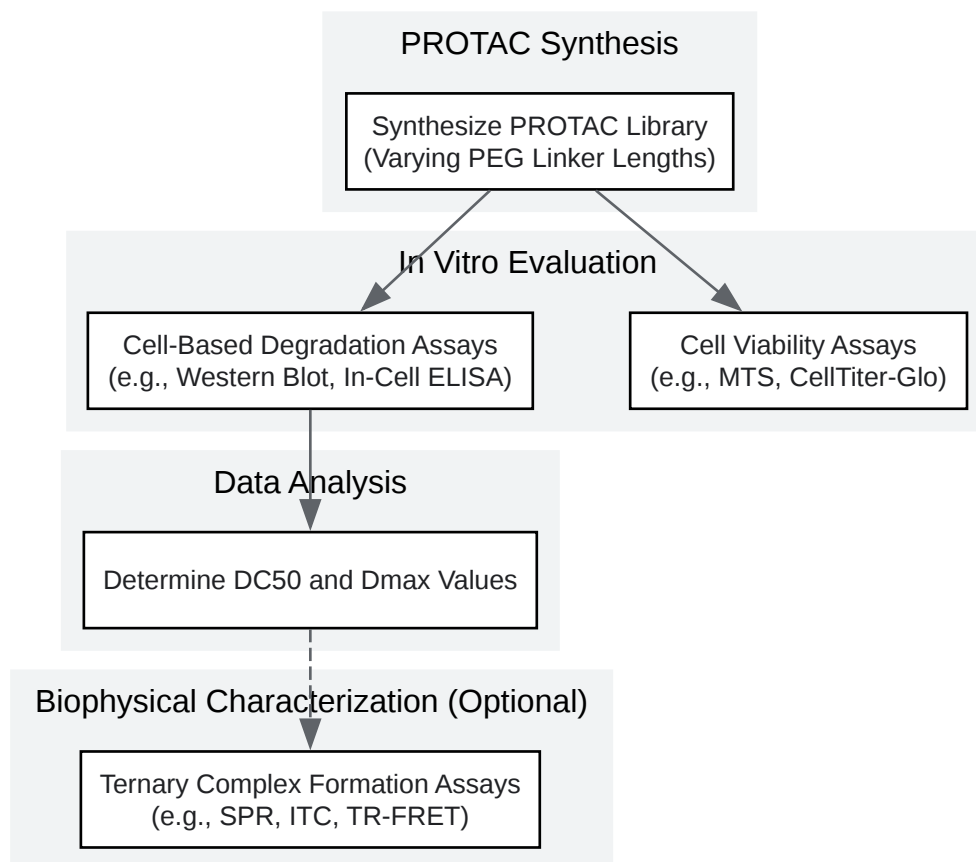 PROTAC Synthesis
Synthesize PROTAC Library
(Varying PEG Linker Lengths)
In Vitro Evaluation
Cell-Based Degradation Assays
(e.g., Western Blot, In-Cell ELISA)
Cell Viability Assays
(e.g., MTS, CellTiter-Glo)
Data Analysis
Determine DC50 and Dmax Values
Biophysical Characterization (Optional)
Ternary Complex Formation Assays
(e.g., SPR, ITC, TR-FRET)